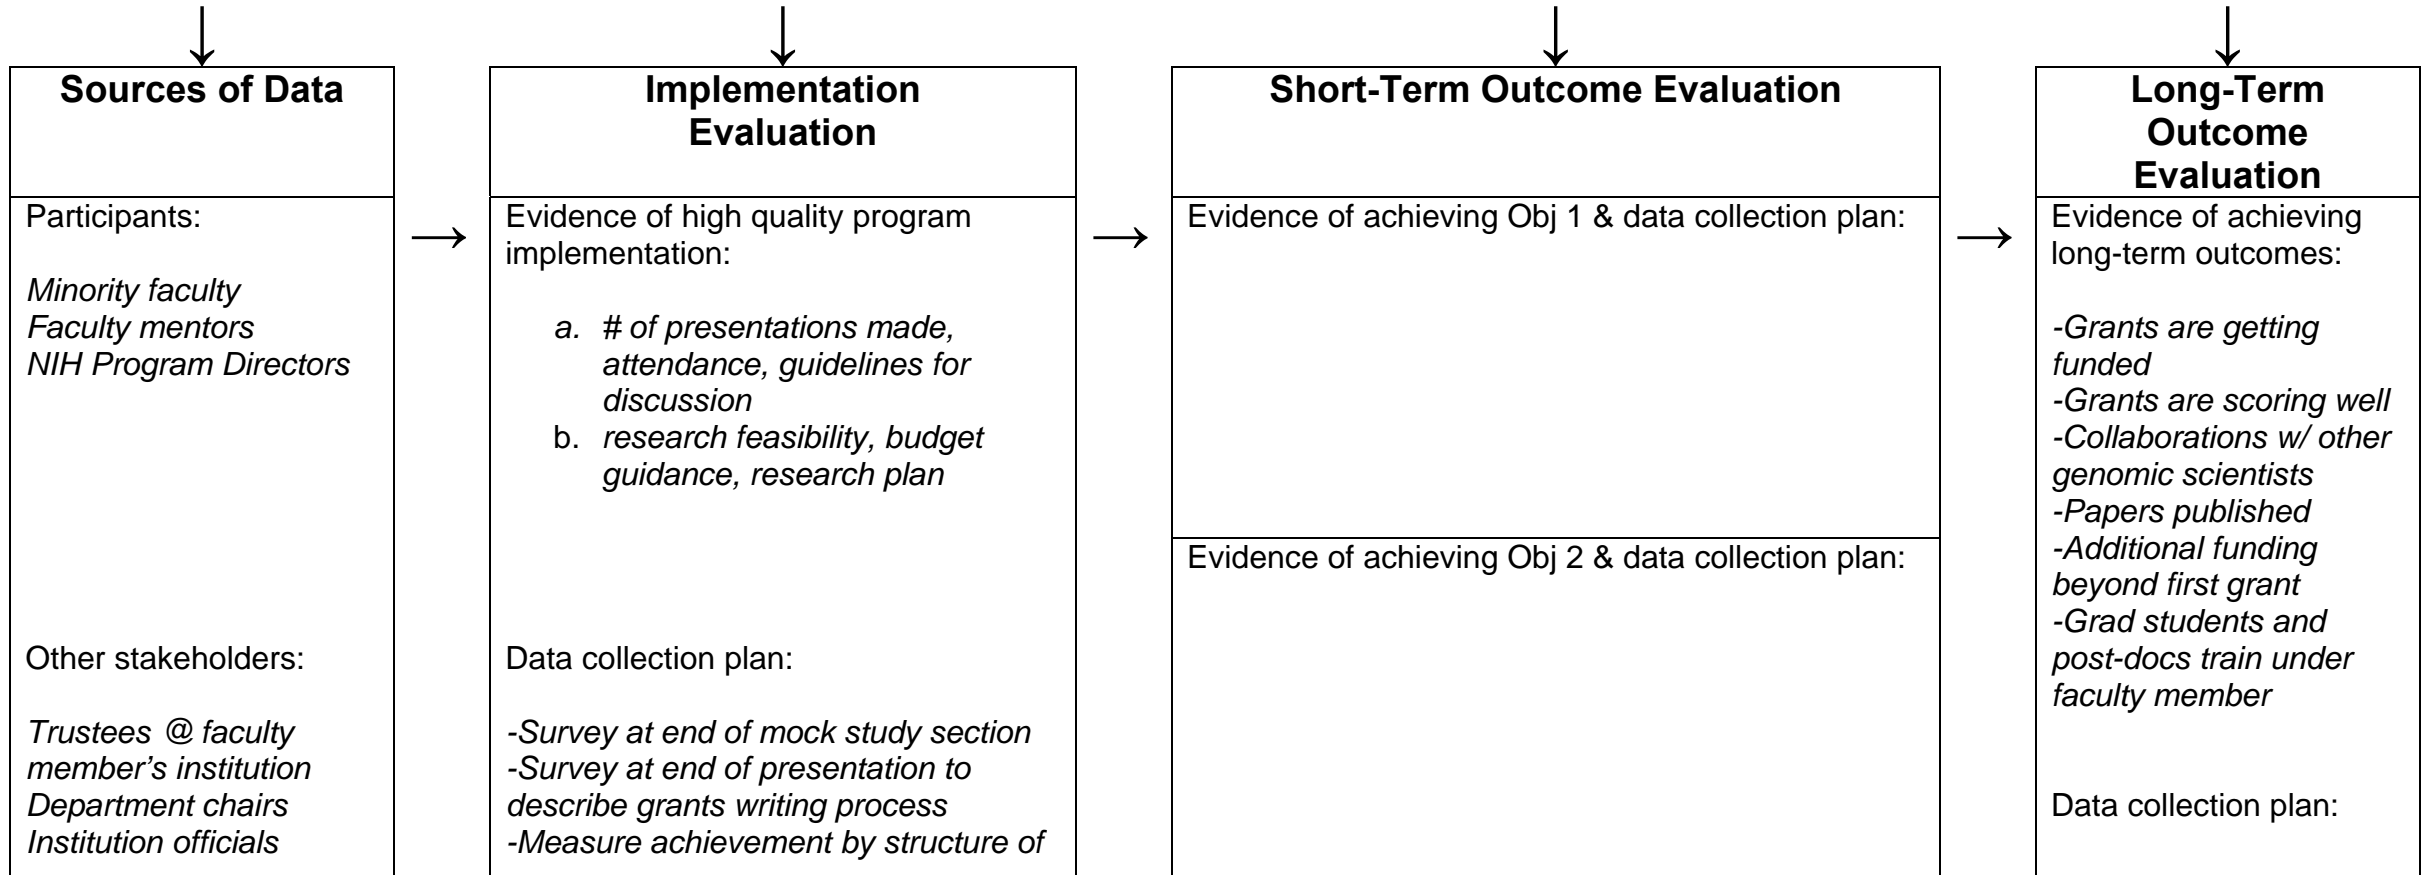 ↓ ↓ ↓ ↓
Sources of Data
Participants:
Minority faculty
Faculty mentors
NIH Program Directors
Other stakeholders:
Trustees @ faculty
member’s institution
Department chairs
Institution officials
→
Implementation
Evaluation
Evidence of high quality program
implementation:
a. # of presentations made,
attendance, guidelines for
discussion
b. research feasibility, budget
guidance, research plan
Data collection plan:
-Survey at end of mock study section
-Survey at end of presentation to
describe grants writing process
-Measure achievement by structure of
→
Short-Term Outcome Evaluation
Evidence of achieving Obj 1 & data collection plan:
Evidence of achieving Obj 2 & data collection plan:
→
Long-Term
Outcome
Evaluation
Evidence of achieving
long-term outcomes:
-Grants are getting
funded
-Grants are scoring well
-Collaborations w/ other
genomic scientists
-Papers published
-Additional funding
beyond first grant
-Grad students and
post-docs train under
faculty member
Data collection plan: